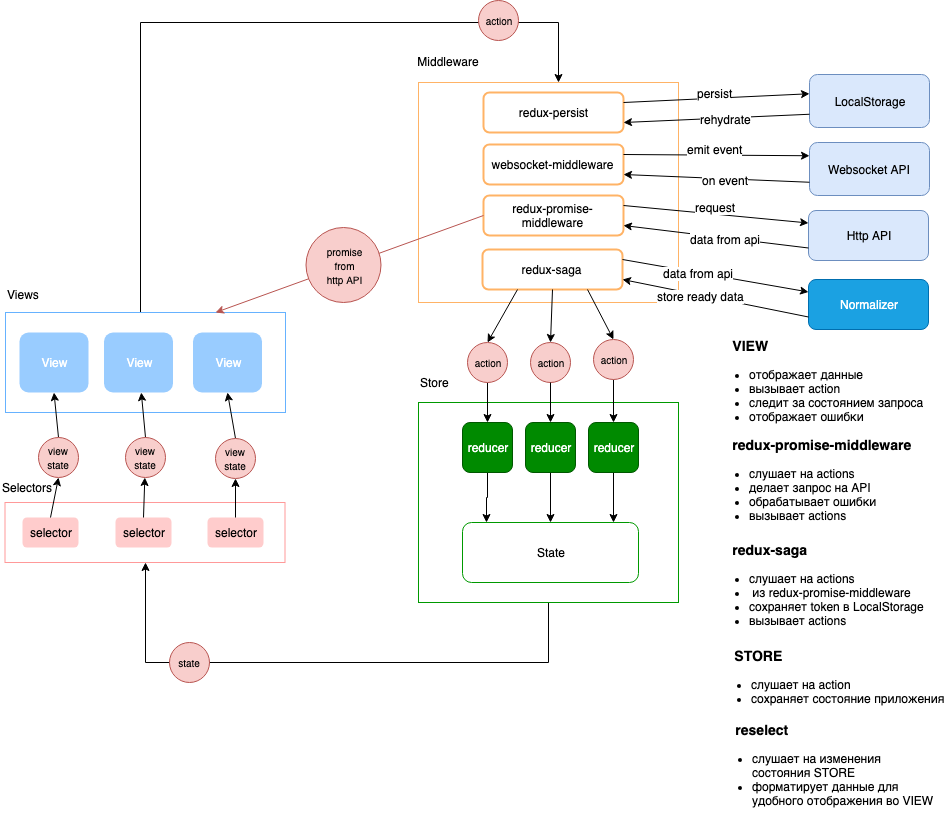 action
Middleware
redux-persist
persist
rehydrate
LocalStorage
websocket-middleware
emit event
on event
Websocket API
redux-promise-
middleware
request
data from api
Http API
redux-saga
data from api
store ready data
Normalizer
promise
from
http API
Views
View
View
View
view
state
view
state
view
state
Selectors
selector
selector
selector
action
action
action
Store
reducer
reducer
reducer
State
state
VIEW
• отображает данные
• вызывает action
• следит за состоянием запроса
• отображает ошибки
redux-promise-middleware
• слушает на actions
• делает запрос на API
• обрабатывает ошибки
• вызывает actions
redux-saga
• слушает на actions
• из redux-promise-middleware
• сохраняет token в LocalStorage
• вызывает actions
STORE
• слушает на action
• сохраняет состояние приложения
reselect
• слушает на изменения
состояния STORE
• форматирует данные для
удобного отображения во VIEW